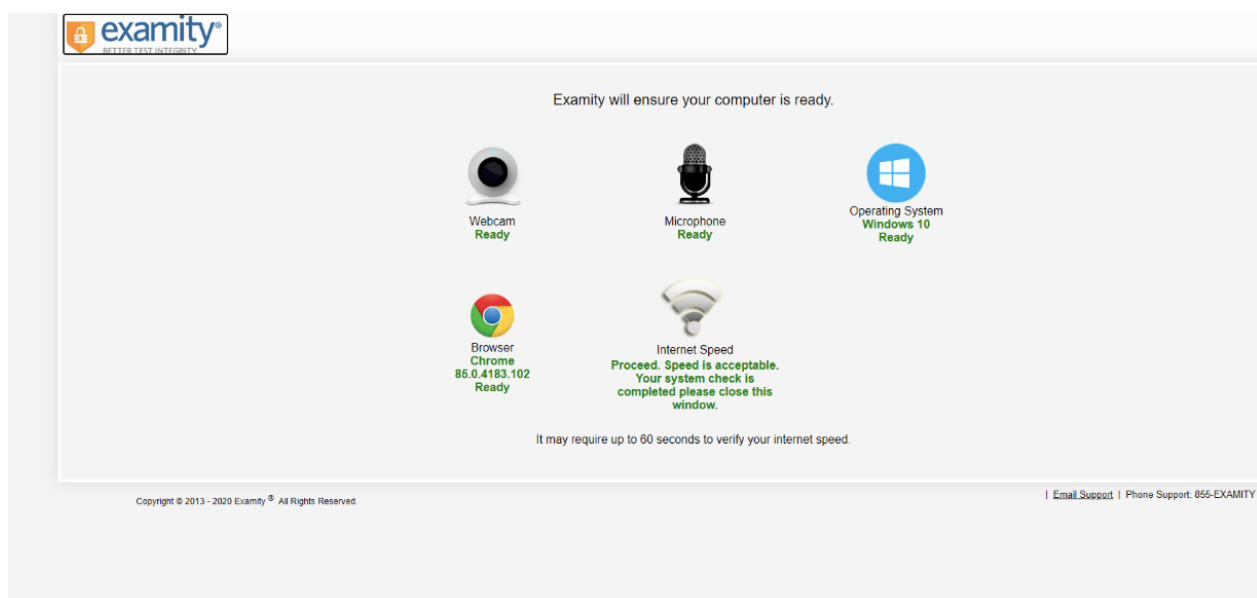 examity®
BETTER TEST INTEGRITY
Examity will ensure your computer is ready.
Webcam
Ready
Microphone
Ready
Operating System
Windows 10
Ready
Browser
Chrome
85.0.4183.102
Ready
Internet Speed
Proceed. Speed is acceptable.
Your system check is
completed please close this
window.
It may require up to 60 seconds to verify your internet speed.
Copyright © 2013 - 2020 Examity ® All Rights Reserved.
| Email Support | Phone Support: 855-EXAMITY